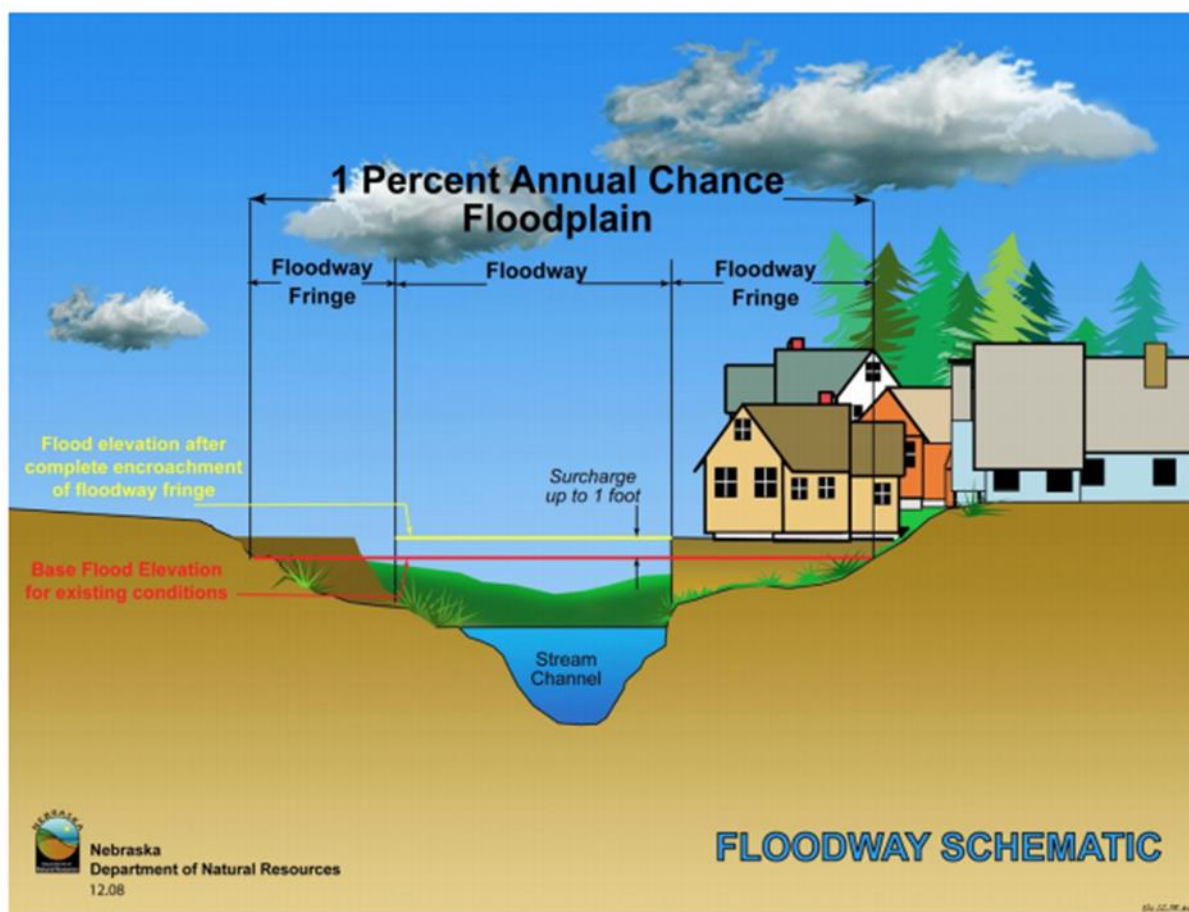 1 Percent Annual Chance
Floodplain
Floodway
Fringe
Floodway
Floodway
Fringe
Flood elevation after
complete encroachment
of floodway fringe
Surcharge
up to 1 foot
Base Flood Elevation
for existing conditions
Stream
Channel
NEBRASKA
Nebraska
Department of Natural Resources
12.08
FLOODWAY SCHEMATIC